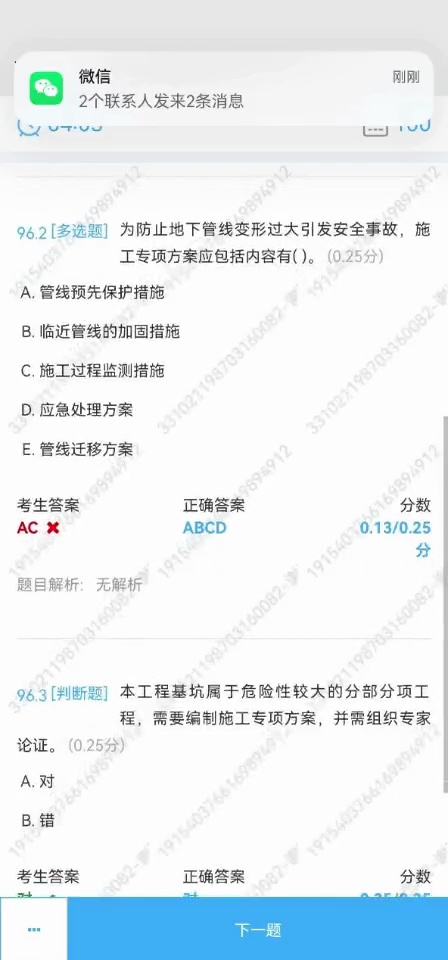 微信
刚刚
2个联系人发来2条消息
96.2 [多选题] 为防止地下管线变形过大引发安全事故，施
工专项方案应包括内容有( )。(0.25分)
A. 管线预先保护措施
B. 临近管线的加固措施
C. 施工过程监测措施
D. 应急处理方案
E. 管线迁移方案
考生答案 正确答案 分数
AC ✖ ABCD 0.13/0.25
分
题目解析：无解析
96.3 [判断题] 本工程基坑属于危险性较大的分部分项工
程，需要编制施工专项方案，并需组织专家
论证。(0.25分)
A. 对
B. 错
考生答案 正确答案 分数
下一题